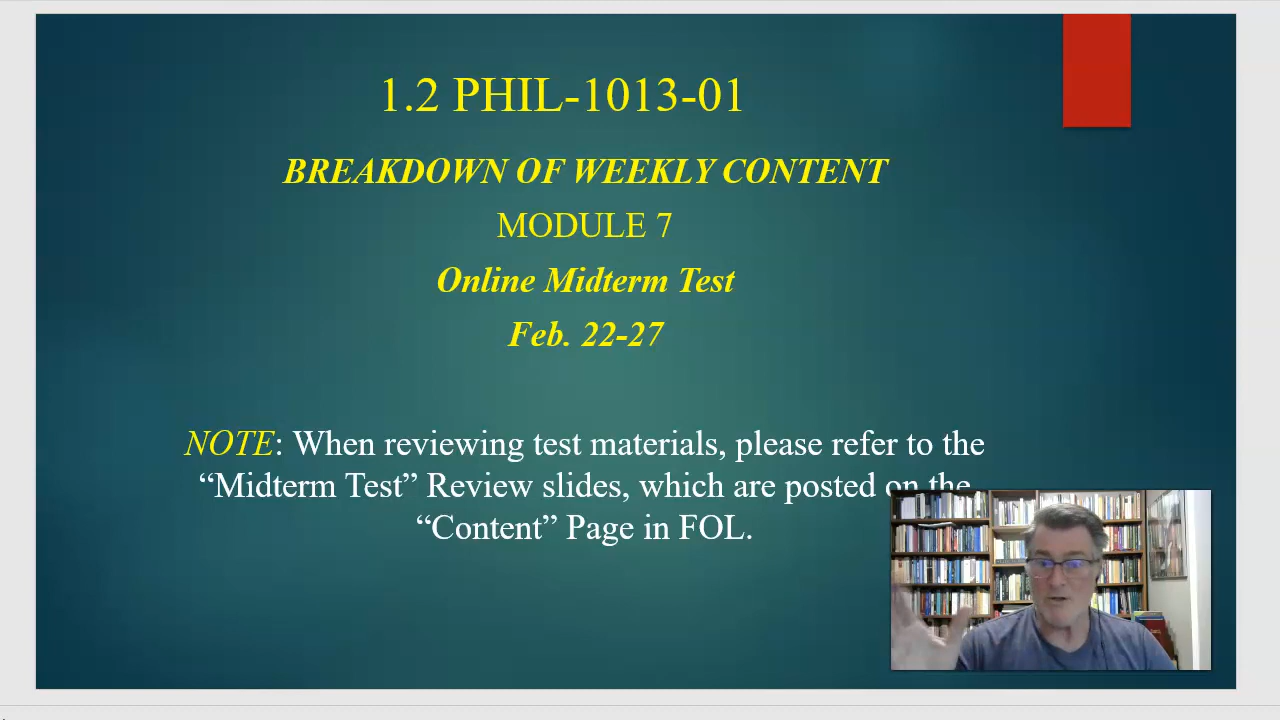 1.2 PHIL-1013-01
BREAKDOWN OF WEEKLY CONTENT
MODULE 7
Online Midterm Test
Feb. 22-27
NOTE: When reviewing test materials, please refer to the
“Midterm Test” Review slides, which are posted on the
“Content” Page in FOL.